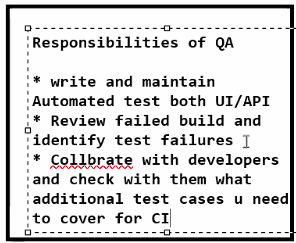 Responsibilities of QA
* write and maintain
Automated test both UI/API
* Review failed build and
identify test failures
* Collbrate with developers
and check with them what
additional test cases u need
to cover for CI